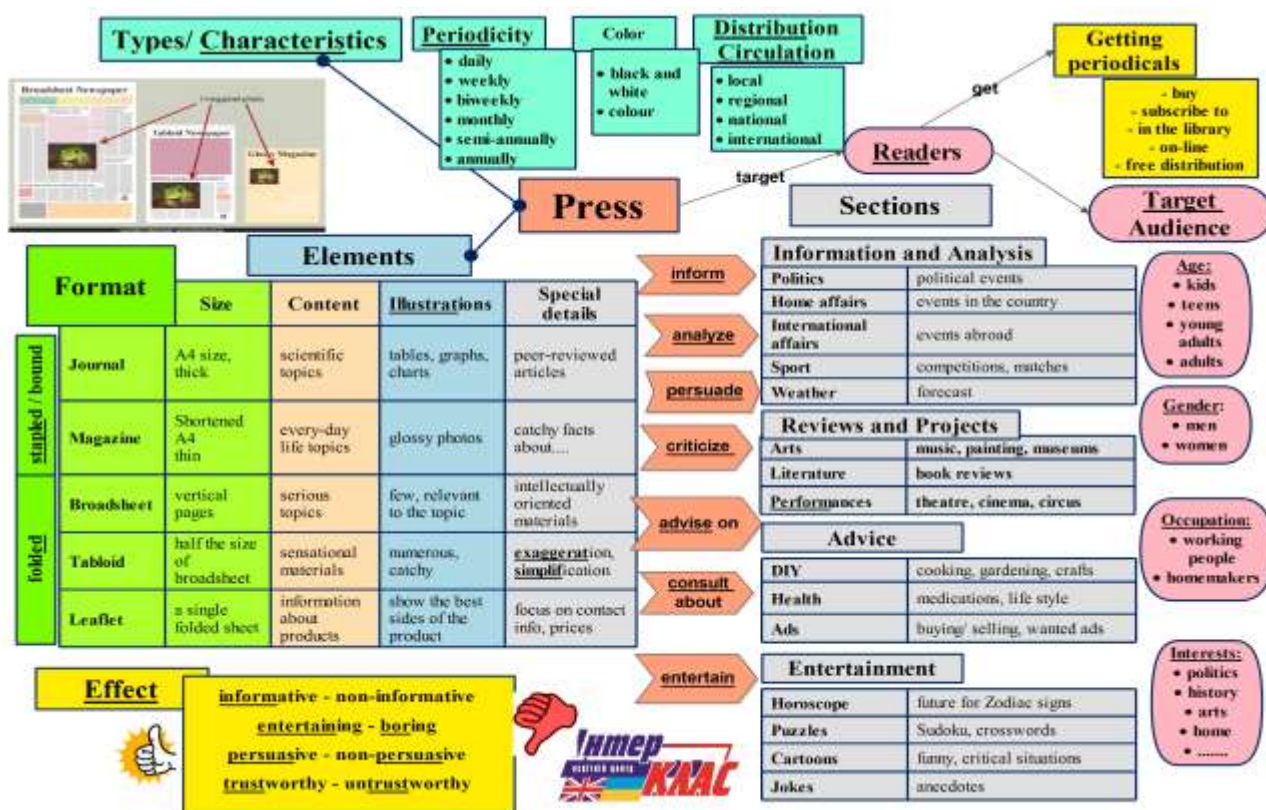 Types/ Characteristics
Periodicity
• daily
• weekly
• biweekly
• monthly
• semi-annually
• annually
Color
• black and
white
• colour
Distribution
Circulation
• local
• regional
• national
• international
Getting
periodicals
- buy
- subscribe to
- in the library
- on-line
- free distribution
get
Readers
target
Press
Target
Audience
Broadsheet Newspaper
Tabloid Newspaper
Glossy Magazine
Elements
Sections
Format
Size
Content
Illustrations
Special
details
stapled / bound
Journal
A4 size,
thick
scientific
topics
tables, graphs,
charts
peer-reviewed
articles
Magazine
Shortened
A4
thin
every-day
life topics
glossy photos
catchy facts
about....
folded
Broadsheet
vertical
pages
serious
topics
few, relevant
to the topic
intellectually
oriented
materials
Tabloid
half the size
of
broadsheet
sensational
materials
numerous,
catchy
exaggeration,
simplification
Leaflet
a single
folded sheet
information
about
products
show the best
sides of the
product
focus on contact
info, prices
inform
analyze
persuade
criticize
advise on
consult
about
entertain
Information and Analysis
Politics political events
Home affairs events in the country
International
affairs
events abroad
Sport competitions, matches
Weather forecast
Reviews and Projects
Arts music, painting, museums
Literature book reviews
Performances theatre, cinema, circus
Advice
DIY cooking, gardening, crafts
Health medications, life style
Ads buying/ selling, wanted ads
Entertainment
Horoscope future for Zodiac signs
Puzzles Sudoku, crosswords
Cartoons funny, critical situations
Jokes anecdotes
Age:
• kids
• teens
• young
adults
• adults
Gender:
• men
• women
Occupation:
• working
people
• homemakers
Interests:
• politics
• history
• arts
• home
• .......
Effect
informative - non-informative
entertaining - boring
persuasive - non-persuasive
trustworthy - untrustworthy
Інтер
КЛАС